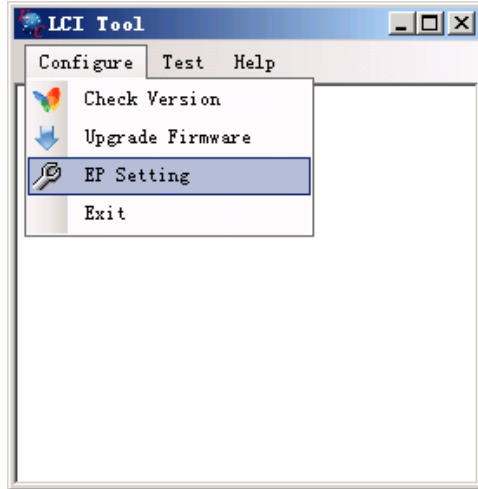 LCI Tool
Configure Test Help
Check Version
Upgrade Firmware
EP Setting
Exit